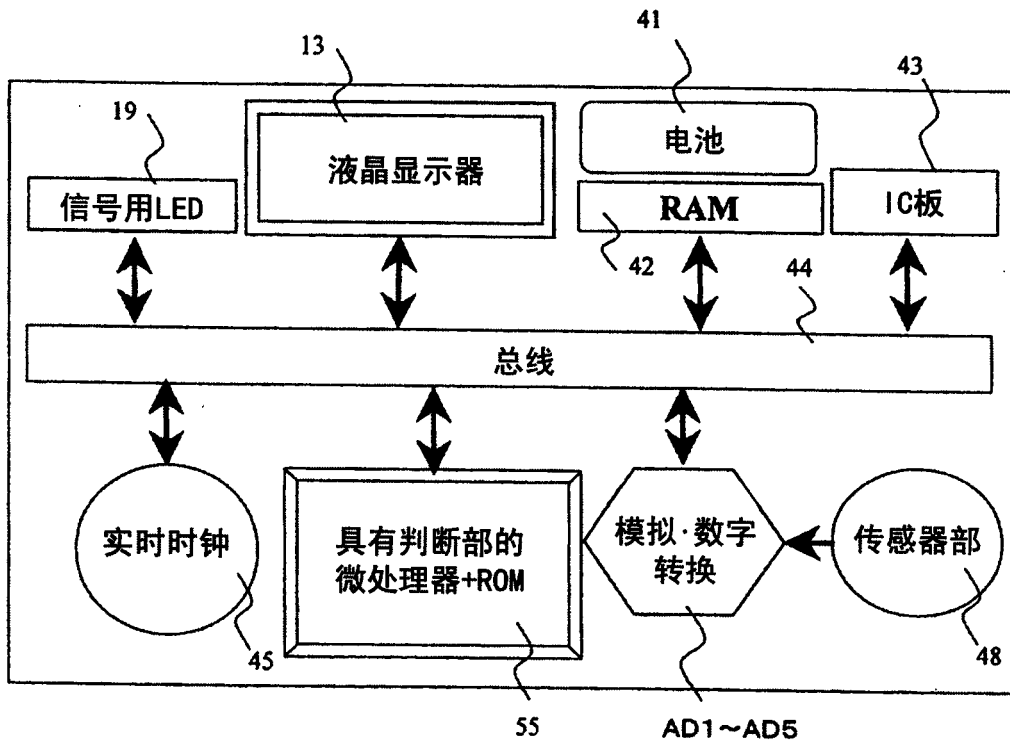 13
41
43
19
电池
液晶显示器
信号用LED
RAM
IC板
42
44
总线
实时时钟
具有判断部的
微处理器+ROM
模拟·数字
转换
传感器部
45
48
55
AD1～AD5